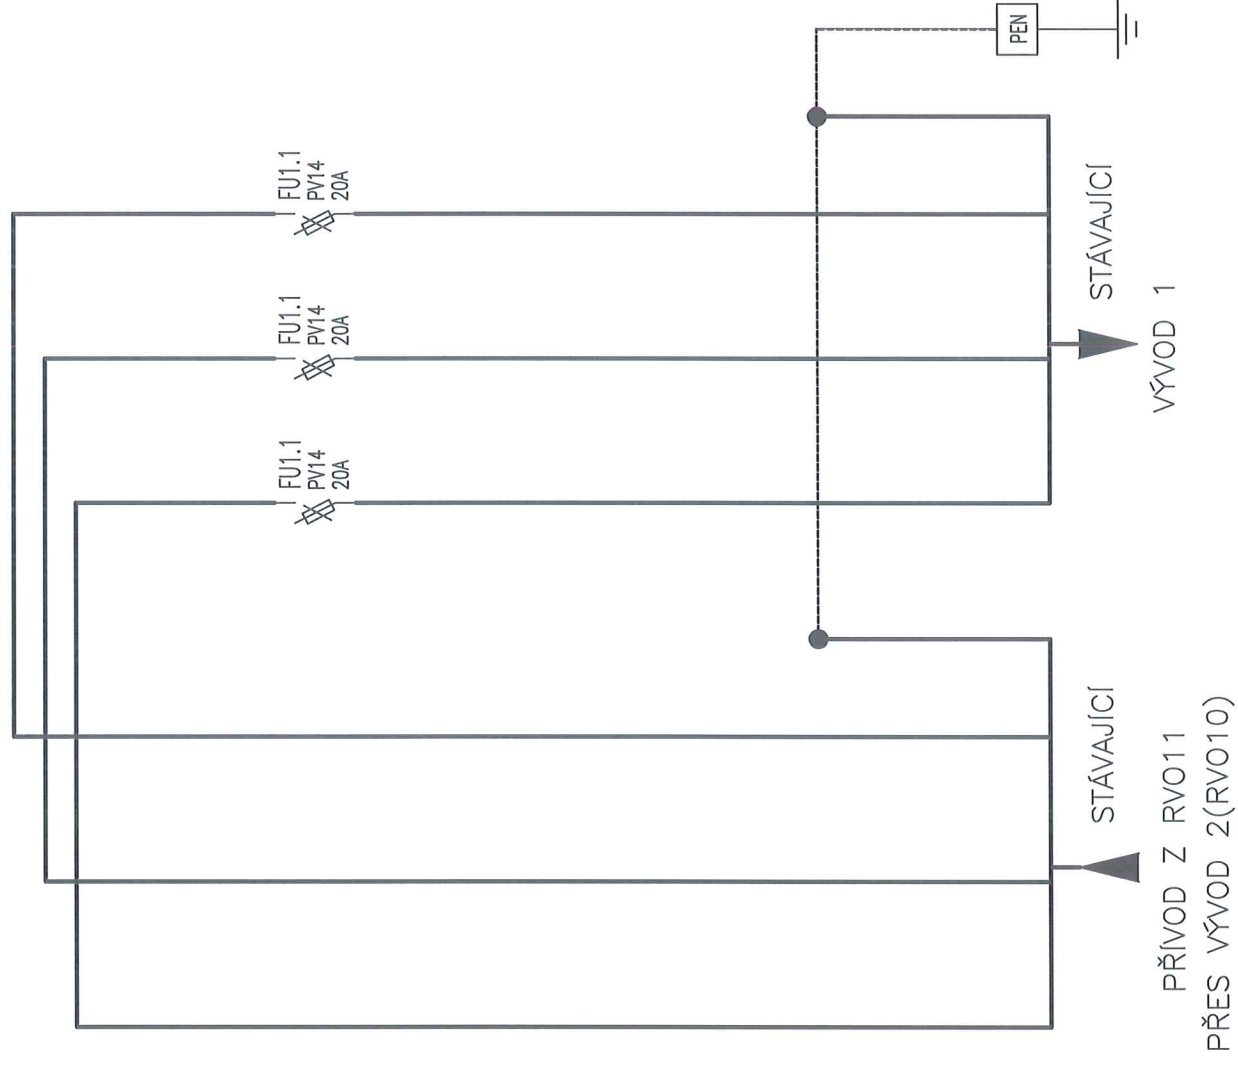 FU1.1
PV14
20A
FU1.1
PV14
20A
FU1.1
PV14
20A
PEN
STÁVAJÍCÍ
VÝVOD 1
STÁVAJÍCÍ
PŘÍVOD Z RVO11
PŘES VÝVOD 2(RVO10)